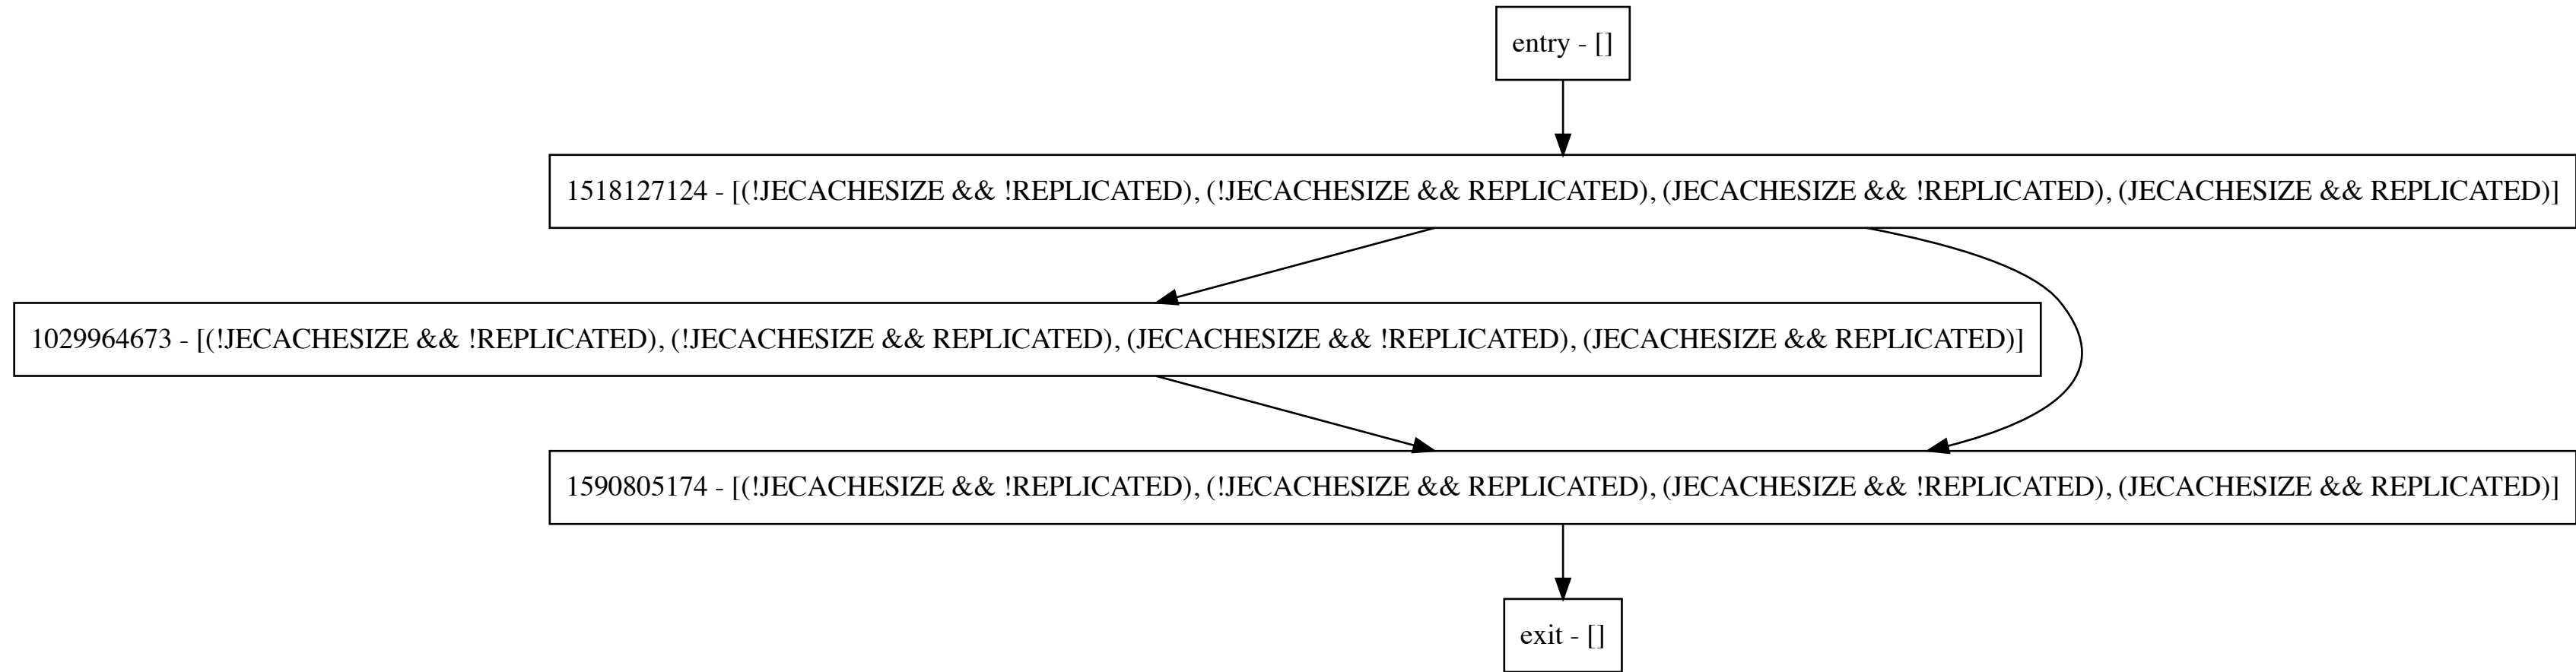 entry - []
1518127124 - [(!JECACHESIZE && !REPLICATED), (!JECACHESIZE && REPLICATED), (JECACHESIZE && !REPLICATED), (JECACHESIZE && REPLICATED)]
1029964673 - [(!JECACHESIZE && !REPLICATED), (!JECACHESIZE && REPLICATED), (JECACHESIZE && !REPLICATED), (JECACHESIZE && REPLICATED)]
1590805174 - [(!JECACHESIZE && !REPLICATED), (!JECACHESIZE && REPLICATED), (JECACHESIZE && !REPLICATED), (JECACHESIZE && REPLICATED)]
exit - []